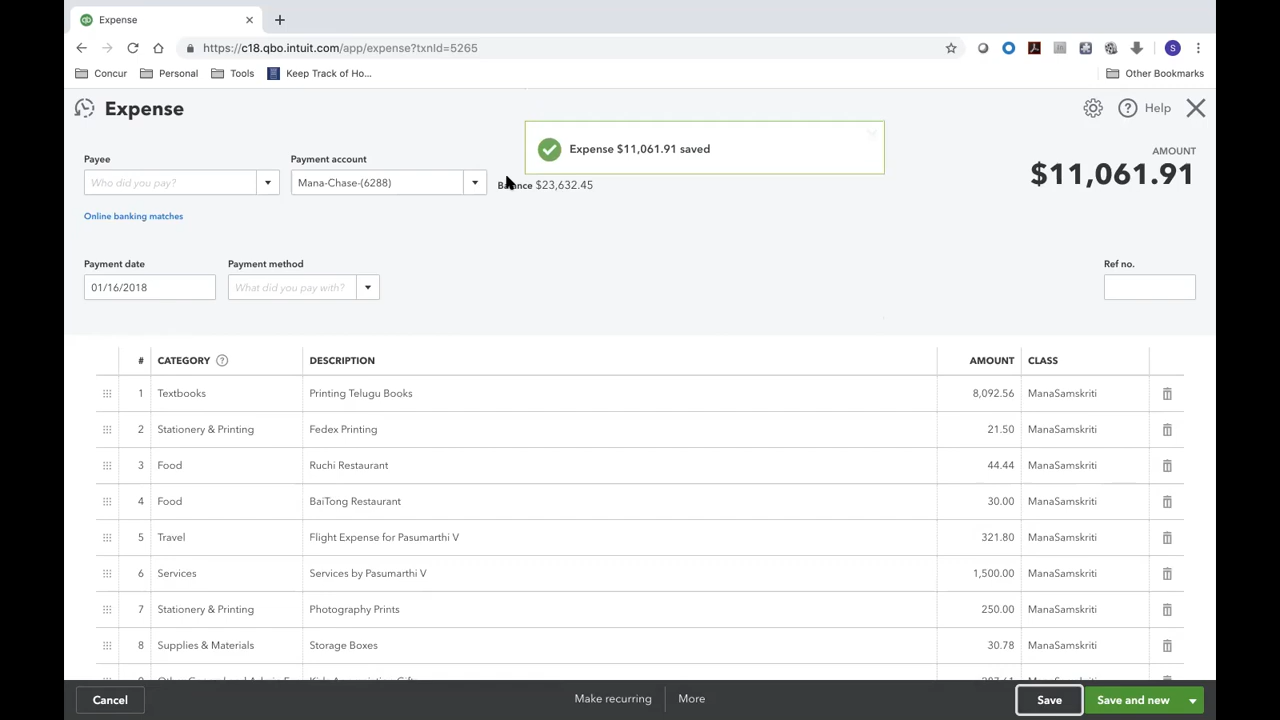 Expense
https://c18.qbo.intuit.com/app/expense?txnId=5265
Concur
Personal
Tools
Keep Track of Ho...
Other Bookmarks
Expense
Help
Expense $11,061.91 saved
AMOUNT
$11,061.91
Payee
Payment account
Who did you pay?
Mana-Chase-(6288)
Balance $23,632.45
Online banking matches
Payment date
Payment method
Ref no.
01/16/2018
What did you pay with?
# CATEGORY DESCRIPTION AMOUNT CLASS
1 Textbooks Printing Telugu Books 8,092.56 ManaSamskriti
2 Stationery & Printing Fedex Printing 21.50 ManaSamskriti
3 Food Ruchi Restaurant 44.44 ManaSamskriti
4 Food BaiTong Restaurant 30.00 ManaSamskriti
5 Travel Flight Expense for Pasumarthi V 321.80 ManaSamskriti
6 Services Services by Pasumarthi V 1,500.00 ManaSamskriti
7 Stationery & Printing Photography Prints 250.00 ManaSamskriti
8 Supplies & Materials Storage Boxes 30.78 ManaSamskriti
Cancel
Make recurring
More
Save
Save and new